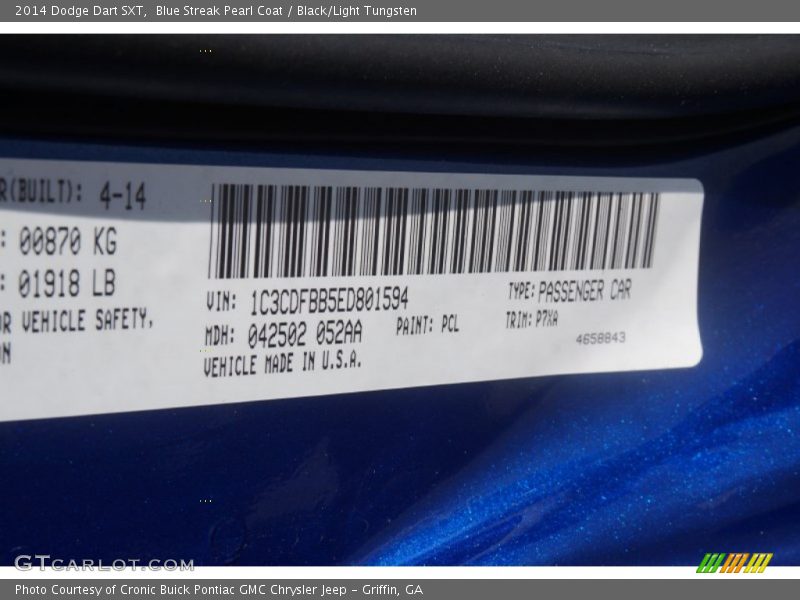 2014 Dodge Dart SXT,  Blue Streak Pearl Coat / Black/Light Tungsten
R(BUILT): 4-14
: 00870 KG
: 01918 LB
OR VEHICLE SAFETY,
ON
VIN: 1C3CDFBB5ED801594
TYPE: PASSENGER CAR
MDH: 042502 052AA
PAINT: PCL
TRIM: P7XA
VEHICLE MADE IN U.S.A.
4658843
GTcarlot.com
Photo Courtesy of Cronic Buick Pontiac GMC Chrysler Jeep - Griffin, GA